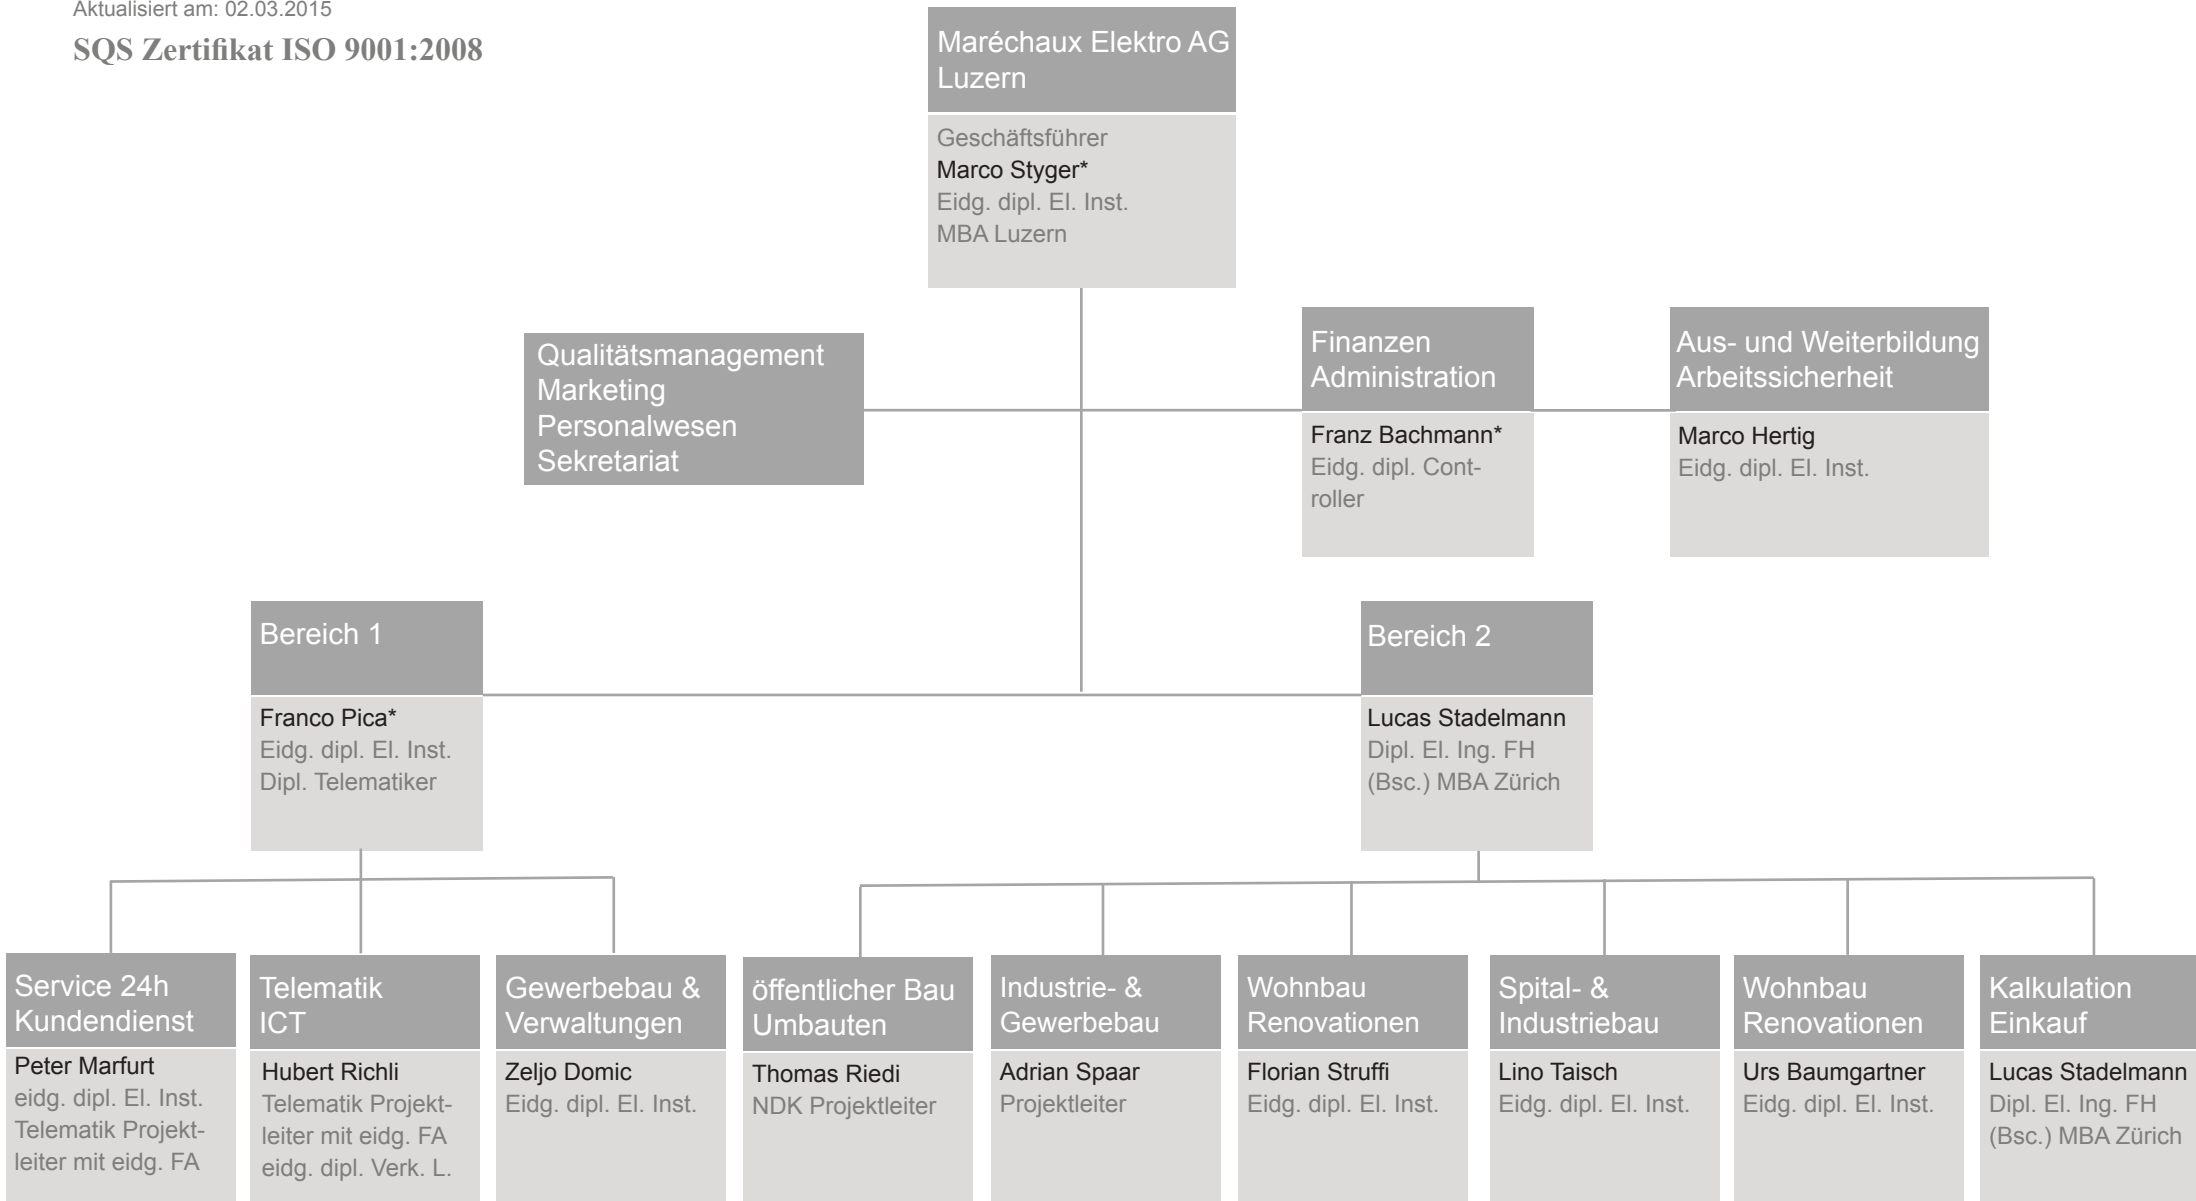 Aktualisiert am: 02.03.2015
SQS Zertifikat ISO 9001:2008
Maréchaux Elektro AG
Luzern
Geschäftsführer
Marco Styger*
Eidg. dipl. El. Inst.
MBA Luzern
Qualitätsmanagement
Marketing
Personalwesen
Sekretariat
Finanzen
Administration
Franz Bachmann*
Eidg. dipl. Cont-
roller
Aus- und Weiterbildung
Arbeitssicherheit
Marco Hertig
Eidg. dipl. El. Inst.
Bereich 1
Franco Pica*
Eidg. dipl. El. Inst.
Dipl. Telematiker
Bereich 2
Lucas Stadelmann
Dipl. El. Ing. FH
(Bsc.) MBA Zürich
Service 24h
Kundendienst
Peter Marfurt
eidg. dipl. El. Inst.
Telematik Projekt-
leiter mit eidg. FA
Telematik
ICT
Hubert Richli
Telematik Projekt-
leiter mit eidg. FA
eidg. dipl. Verk. L.
Gewerbebau &
Verwaltungen
Zeljo Domic
Eidg. dipl. El. Inst.
öffentlicher Bau
Umbauten
Thomas Riedi
NDK Projektleiter
Industrie- &
Gewerbebau
Adrian Spaar
Projektleiter
Wohnbau
Renovationen
Florian Struffi
Eidg. dipl. El. Inst.
Spital- &
Industriebau
Lino Taisch
Eidg. dipl. El. Inst.
Wohnbau
Renovationen
Urs Baumgartner
Eidg. dipl. El. Inst.
Kalkulation
Einkauf
Lucas Stadelmann
Dipl. El. Ing. FH
(Bsc.) MBA Zürich